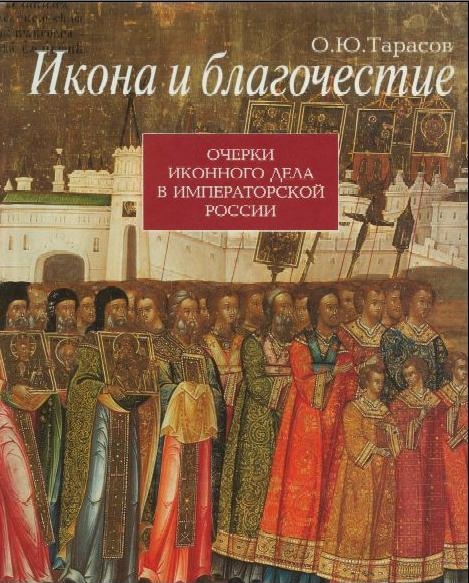 О.Ю.Тарасов
Икона и благочестие
ОЧЕРКИ
ИКОННОГО ДЕЛА
В ИМПЕРАТОРСКОЙ
РОССИИ